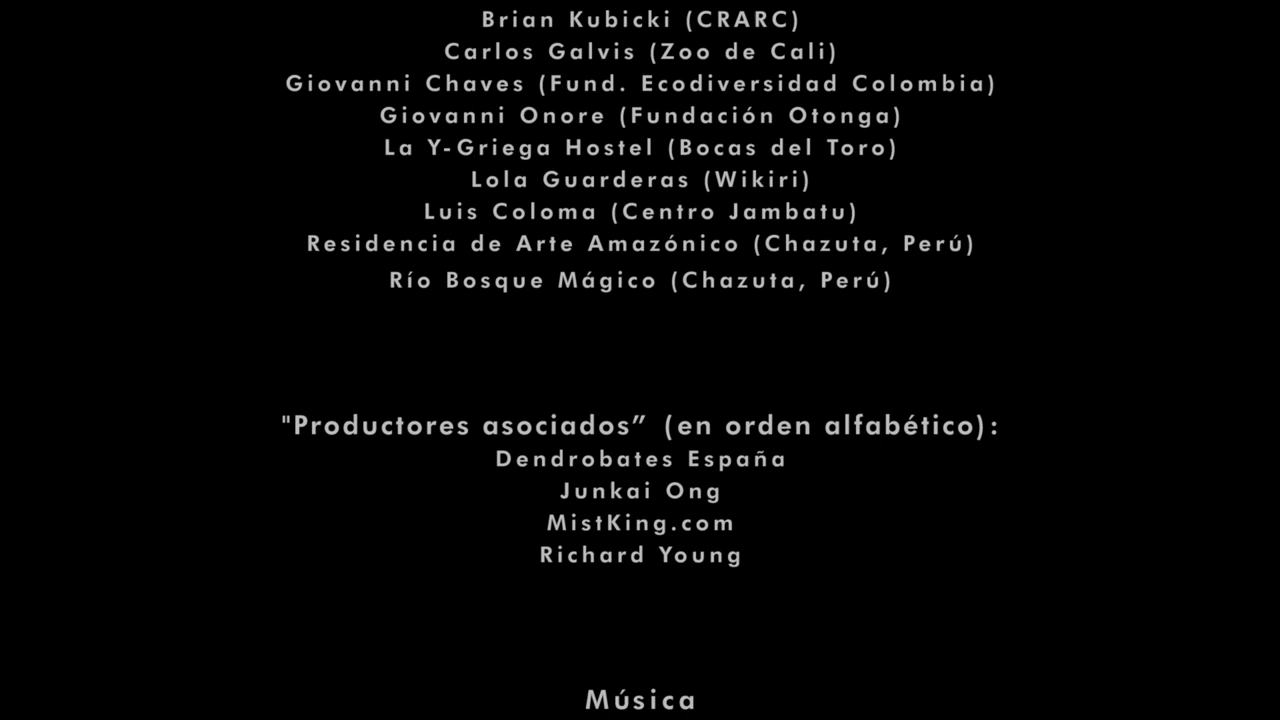 Brian Kubicki (CRARC)
Carlos Galvis (Zoo de Cali)
Giovanni Chaves (Fund. Ecodiversidad Colombia)
Giovanni Onore (Fundación Otonga)
La Y-Griega Hostel (Bocas del Toro)
Lola Guarderas (Wikiri)
Luis Coloma (Centro Jambatu)
Residencia de Arte Amazónico (Chazuta, Perú)
Río Bosque Mágico (Chazuta, Perú)
"Productores asociados” (en orden alfabético):
Dendrobates España
Junkai Ong
MistKing.com
Richard Young
Música